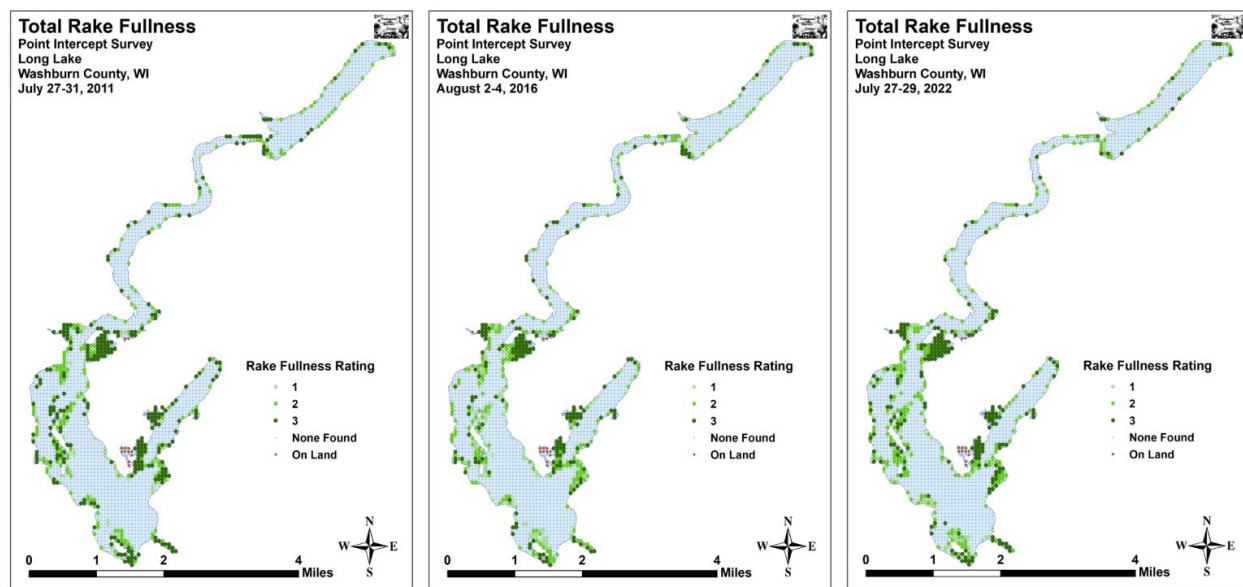 Total Rake Fullness
Point Intercept Survey
Long Lake
Washburn County, WI
July 27-31, 2011
Rake Fullness Rating
1
2
3
None Found
On Land
N
W E
S
0 1 2 4
Miles
Total Rake Fullness
Point Intercept Survey
Long Lake
Washburn County, WI
August 2-4, 2016
Rake Fullness Rating
1
2
3
None Found
On Land
N
W E
S
0 1 2 4
Miles
Total Rake Fullness
Point Intercept Survey
Long Lake
Washburn County, WI
July 27-29, 2022
Rake Fullness Rating
1
2
3
None Found
On Land
N
W E
S
0 1 2 4
Miles